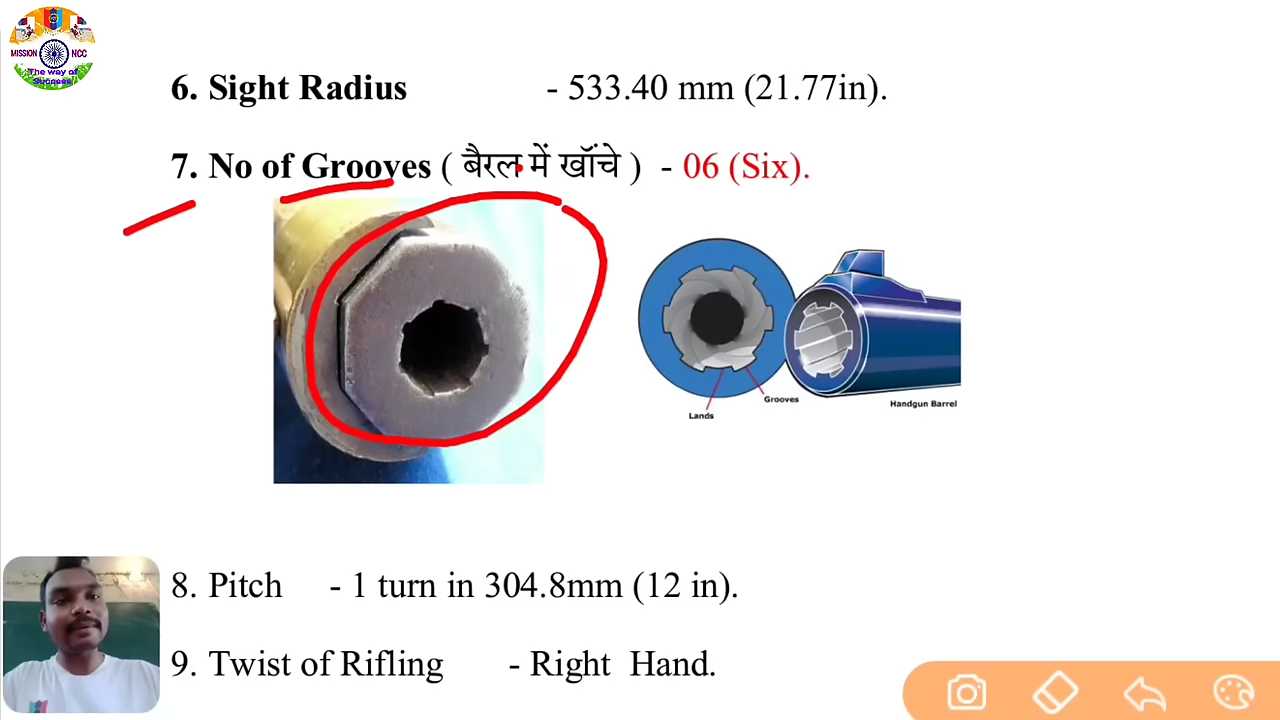 MISSION NCC
The way of
Success
6. Sight Radius - 533.40 mm (21.77in).
7. No of Grooves ( बैरल में खाँचे ) - 06 (Six).
Grooves
Lands
Handgun Barrel
8. Pitch - 1 turn in 304.8mm (12 in).
9. Twist of Rifling - Right Hand.